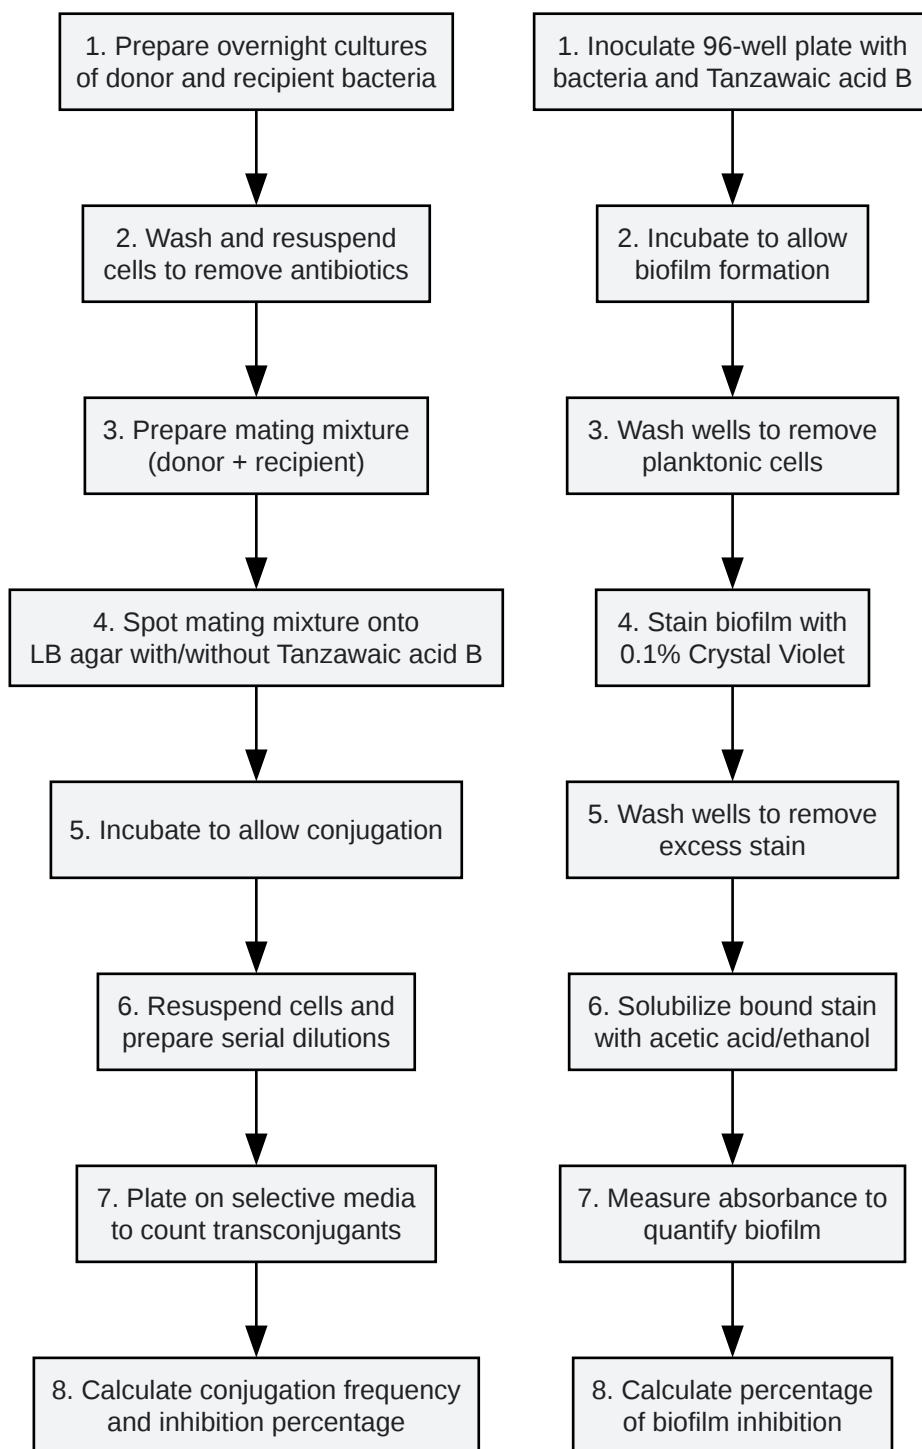 1. Prepare overnight cultures
of donor and recipient bacteria
2. Wash and resuspend
cells to remove antibiotics
3. Prepare mating mixture
(donor + recipient)
4. Spot mating mixture onto
LB agar with/without Tanzawaic acid B
5. Incubate to allow conjugation
6. Resuspend cells and
prepare serial dilutions
7. Plate on selective media
to count transconjugants
8. Calculate conjugation frequency
and inhibition percentage
1. Inoculate 96-well plate with
bacteria and Tanzawaic acid B
2. Incubate to allow
biofilm formation
3. Wash wells to remove
planktonic cells
4. Stain biofilm with
0.1% Crystal Violet
5. Wash wells to remove
excess stain
6. Solubilize bound stain
with acetic acid/ethanol
7. Measure absorbance to
quantify biofilm
8. Calculate percentage
of biofilm inhibition